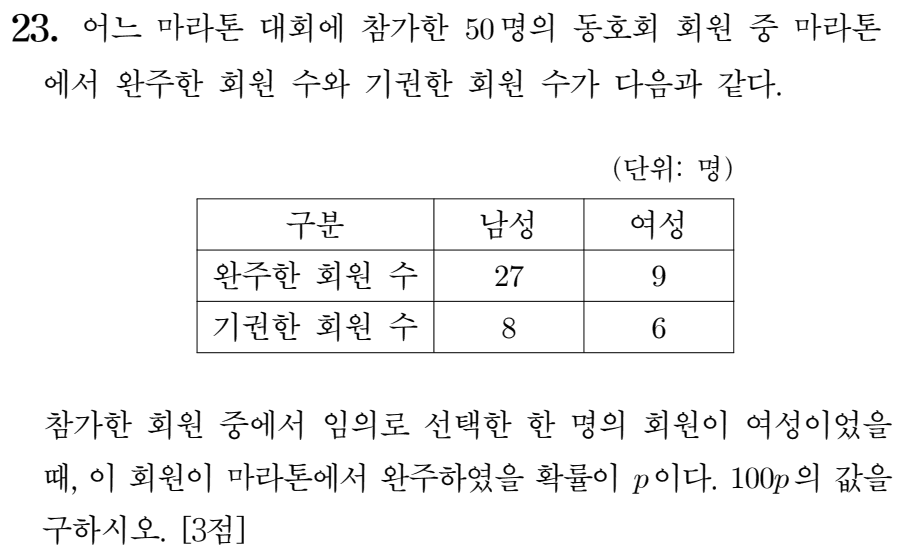 23. 어느 마라톤 대회에 참가한 50명의 동호회 회원 중 마라톤
에서 완주한 회원 수와 기권한 회원 수가 다음과 같다.
(단위: 명)
구분 남성 여성
완주한 회원 수 27 9
기권한 회원 수 8 6
참가한 회원 중에서 임의로 선택한 한 명의 회원이 여성이었을
때, 이 회원이 마라톤에서 완주하였을 확률이 p이다. 100p의 값을
구하시오. [3점]